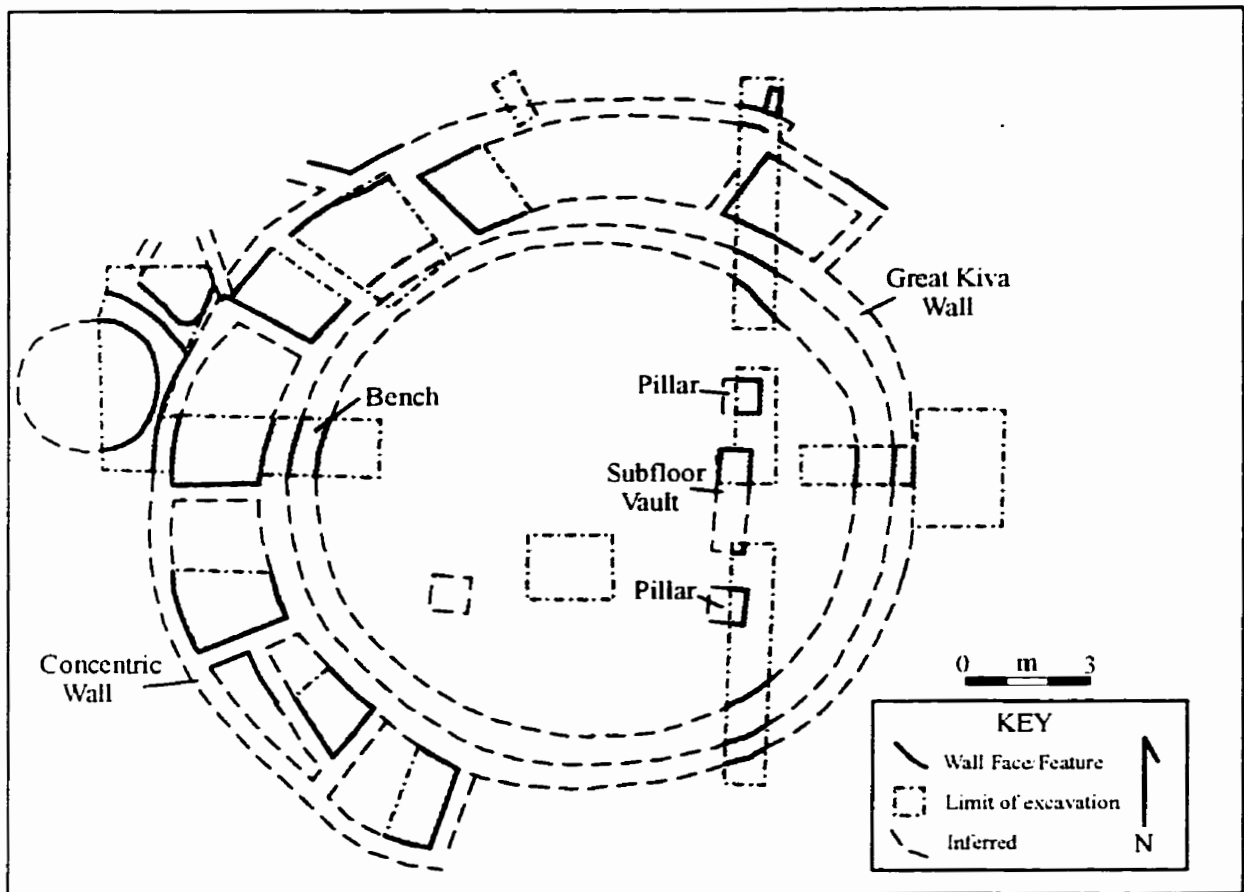 Great Kiva
Wall
Pillar
Bench
Subfloor
Vault
Pillar
Concentric
Wall
0 m 3
KEY
Wall Face/Feature
Limit of excavation
Inferred
N